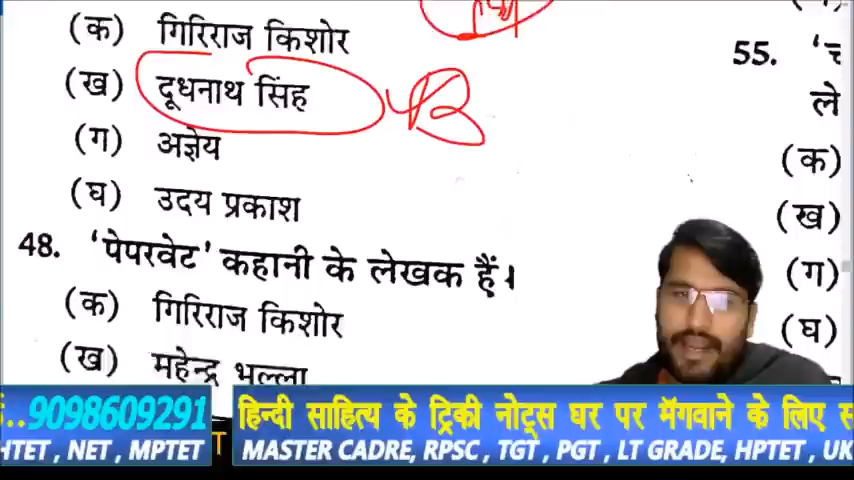 (क) गिरिराज किशोर
(ख) दूधनाथ सिंह
(ग) अज्ञेय
(घ) उदय प्रकाश
48. 'पेपरवेट' कहानी के लेखक हैं।
(क) गिरिराज किशोर
(ख) महेन्द्र भल्ला
55. 'च
ले
(क)
(ख)
(ग)
(घ)
..9098609291 हिन्दी साहित्य के ट्रिकी नोट्स घर पर मॅगवाने के लिए स
HTET , NET , MPTET T MASTER CADRE, RPSC , TGT , PGT , LT GRADE, HPTET , UK